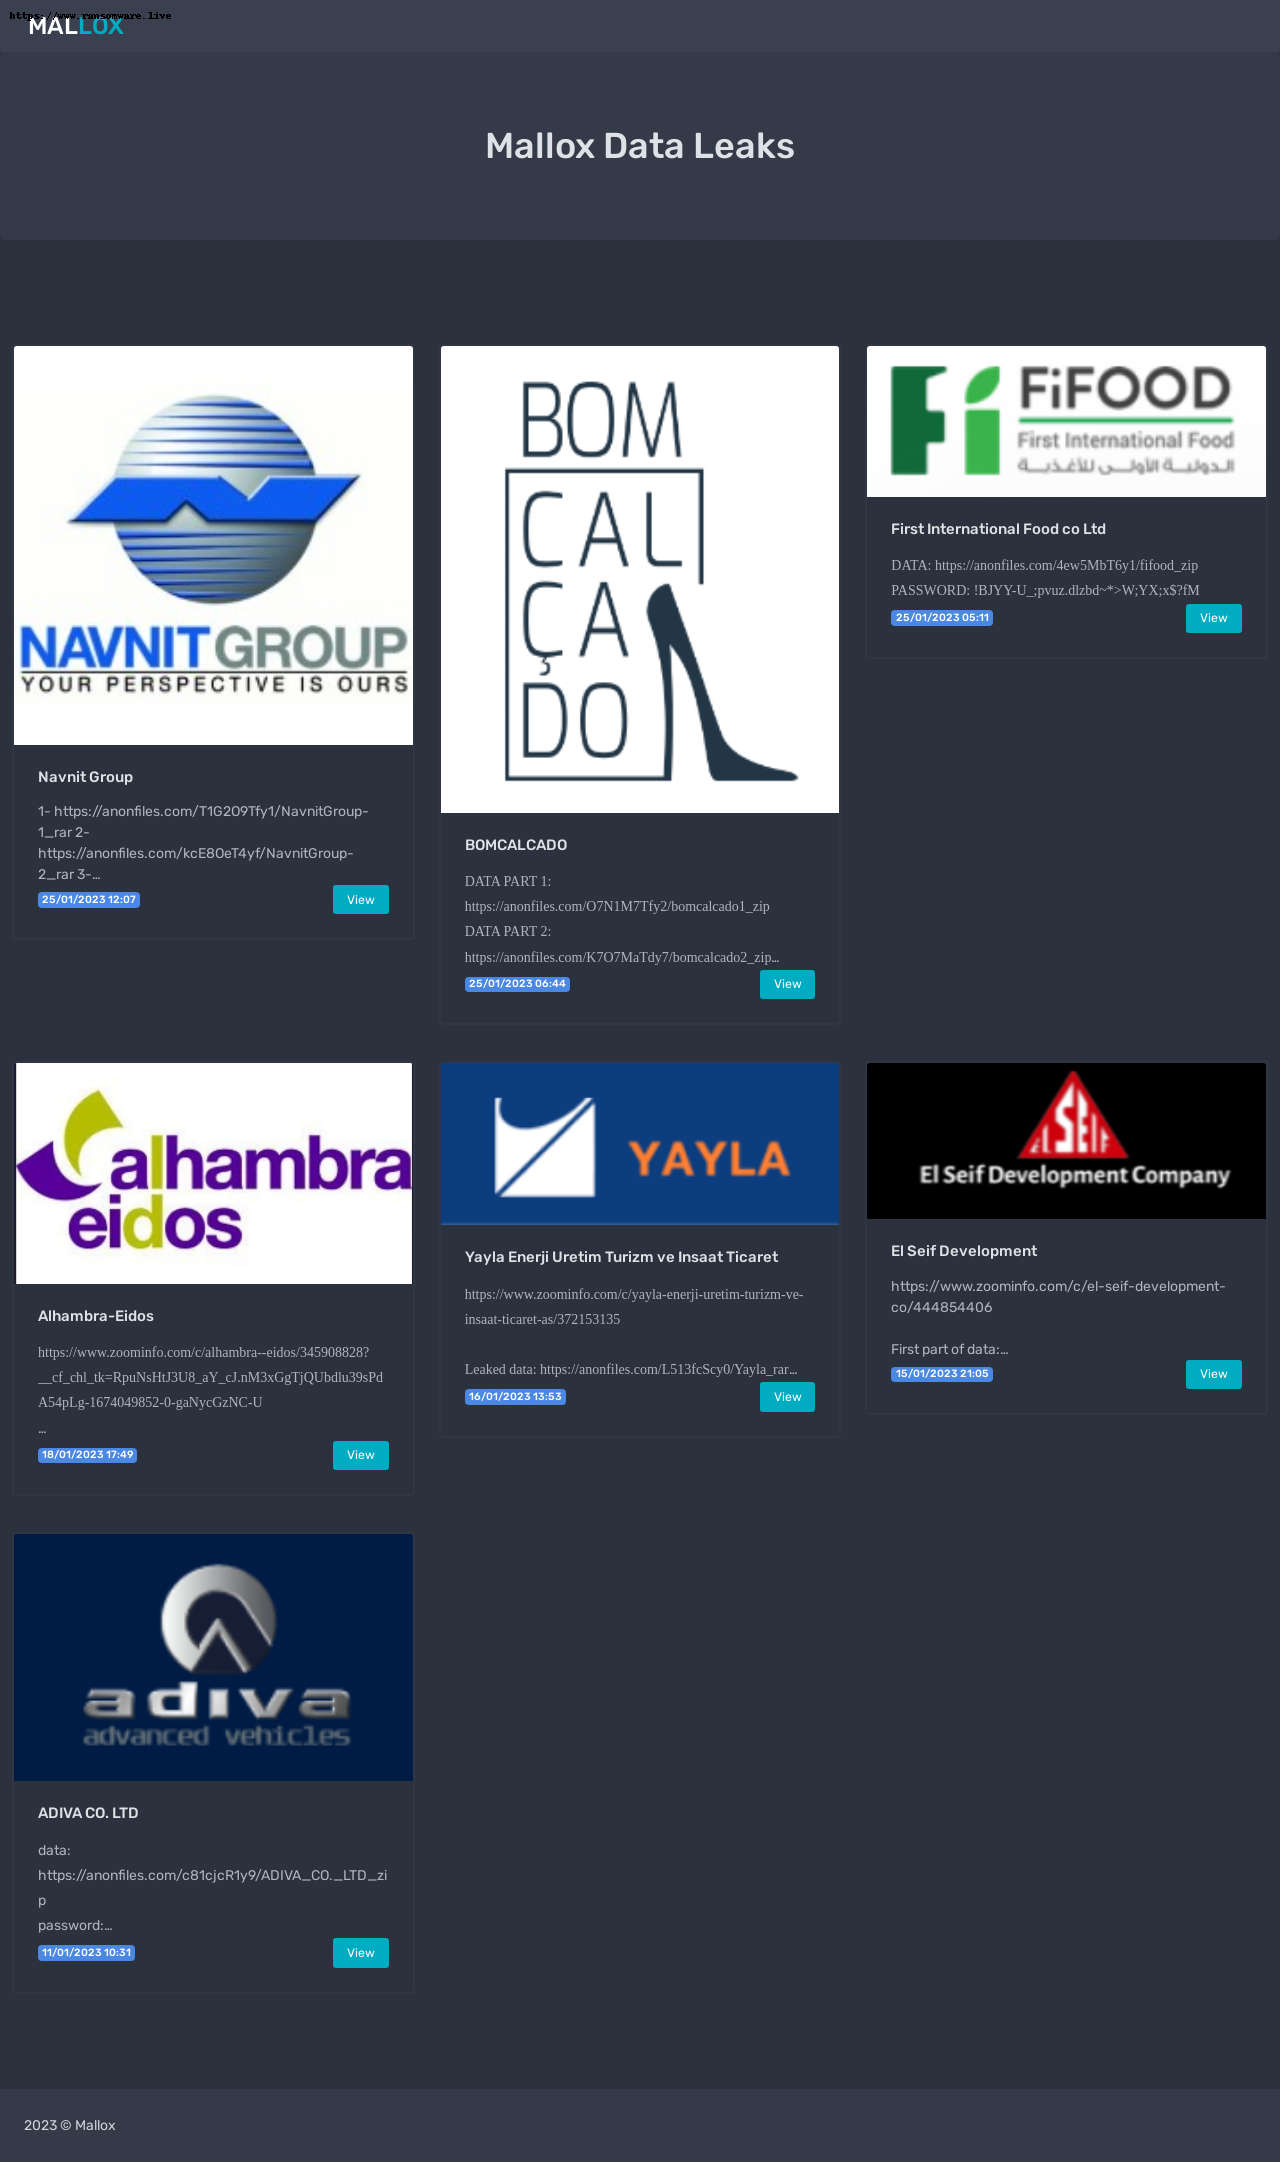 https://www.ransomware.live
MALLOX
Mallox Data Leaks
NAVNIT GROUP
YOUR PERSPECTIVE IS OURS
Navnit Group
1- https://anonfiles.com/T1G2O9Tfy1/NavnitGroup-
1_rar 2-
https://anonfiles.com/kcE8OeT4yf/NavnitGroup-
2_rar 3-…
25/01/2023 12:07
View
BOM
CAL
ÇA
DO
BOMCALCADO
DATA PART 1:
https://anonfiles.com/O7N1M7Tfy2/bomcalcado1_zip
DATA PART 2:
https://anonfiles.com/K7O7MaTdy7/bomcalcado2_zip…
25/01/2023 06:44
View
Fi FiFOOD
First International Food
الدولية الأولى للأغذية
First International Food co Ltd
DATA: https://anonfiles.com/4ew5MbT6y1/fifood_zip
PASSWORD: !BJYY-U_;pvuz.dlzbd~*>W;YX;x$?fM
25/01/2023 05:11
View
alhambra
eidos
Alhambra-Eidos
https://www.zoominfo.com/c/alhambra--eidos/345908828?
__cf_chl_tk=RpuNsHtJ3U8_aY_cJ.nM3xGgTjQUbdlu39sPd
A54pLg-1674049852-0-gaNycGzNC-U
…
18/01/2023 17:49
View
YAYLA
Yayla Enerji Uretim Turizm ve Insaat Ticaret
https://www.zoominfo.com/c/yayla-enerji-uretim-turizm-ve-
insaat-ticaret-as/372153135
Leaked data: https://anonfiles.com/L513fcScy0/Yayla_rar…
16/01/2023 13:53
View
EL SEIF
El Seif Development Company
El Seif Development
https://www.zoominfo.com/c/el-seif-development-
co/444854406
First part of data:…
15/01/2023 21:05
View
adiva
advanced vehicles
ADIVA CO. LTD
data:
https://anonfiles.com/c81cjcR1y9/ADIVA_CO._LTD_zi
p
password:…
11/01/2023 10:31
View
2023 © Mallox